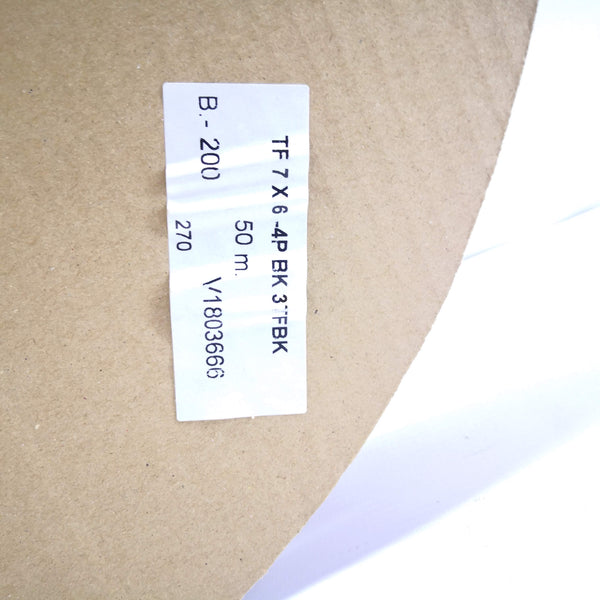 TF 7 X 6 -4P BK 3"FBK
50 m.
B.- 200 V1803666
270